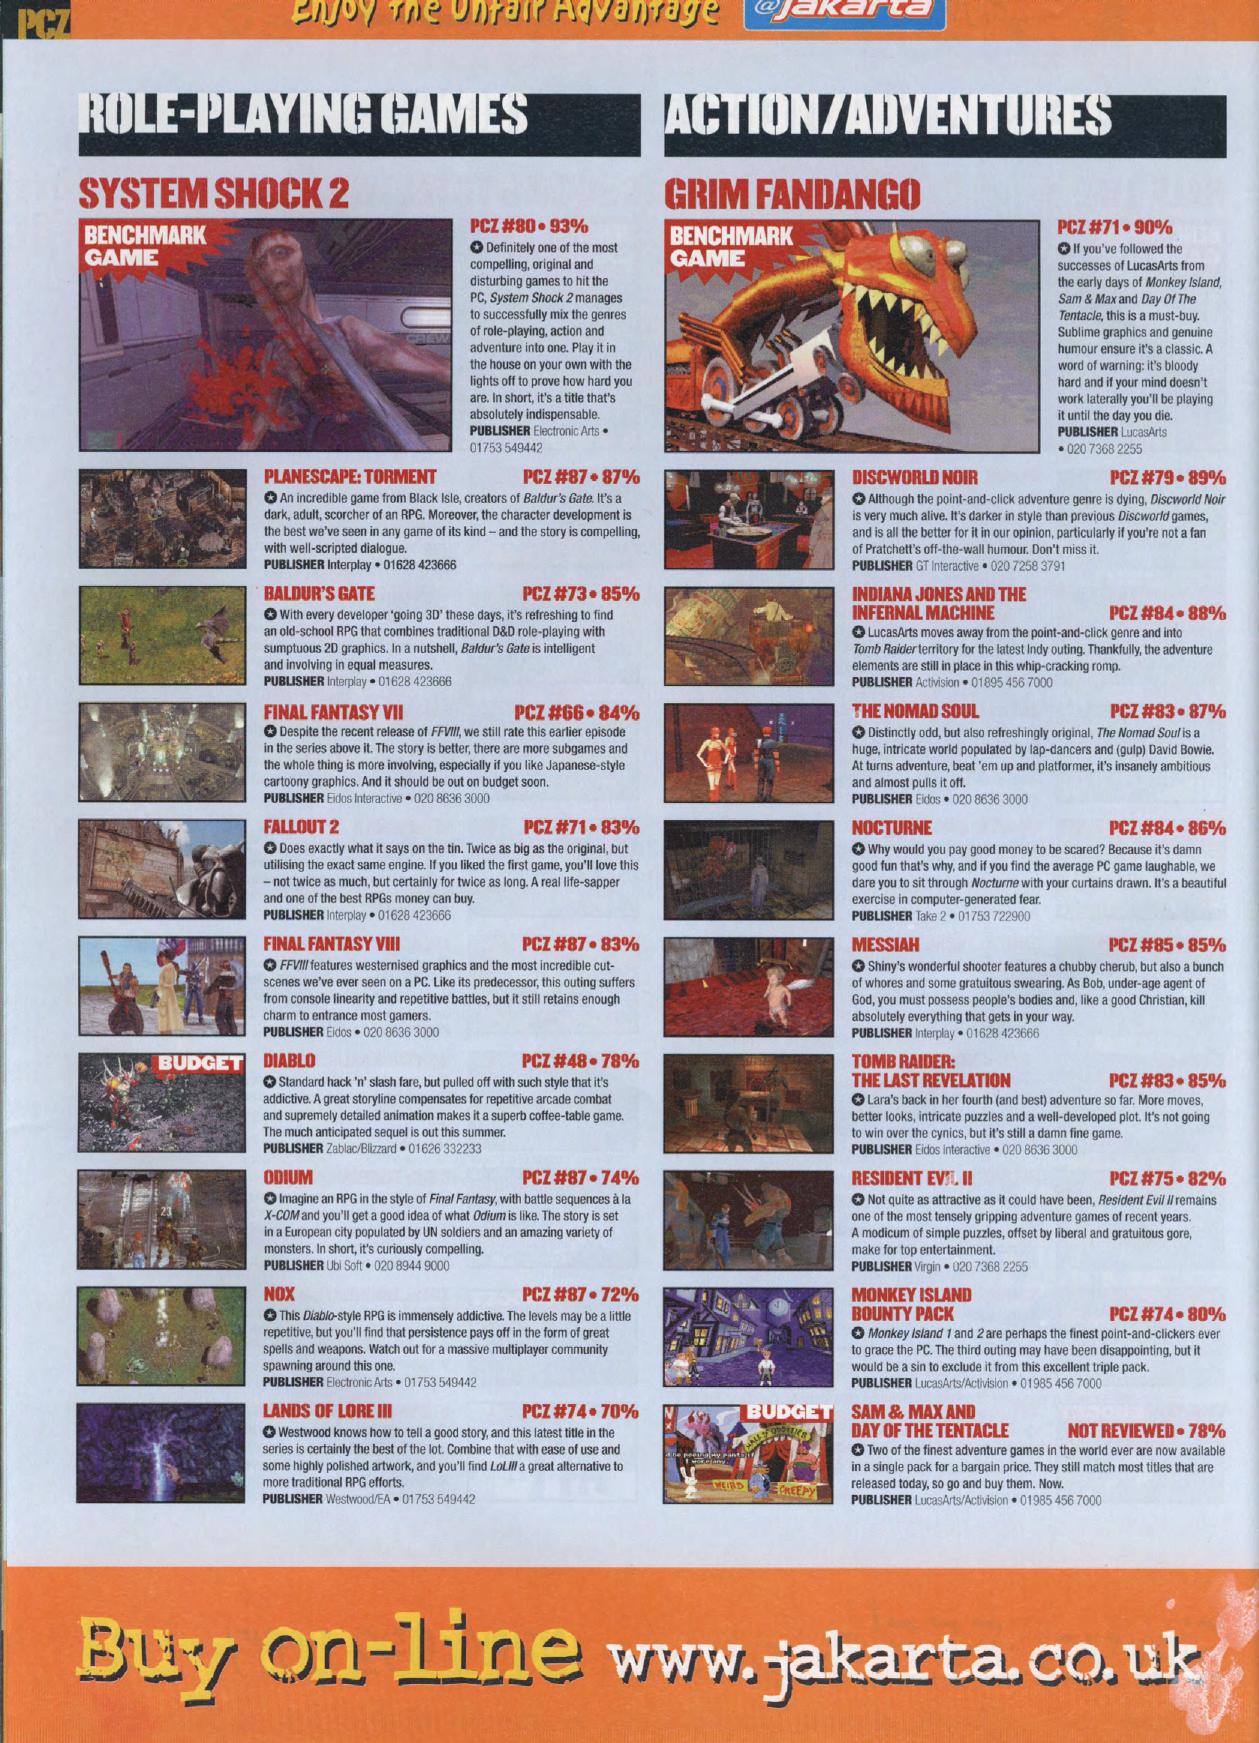 PCZ
Enjoy the Unfair Advantage
@jakarta
ROLE-PLAYING GAMES
SYSTEM SHOCK 2
BENCHMARK
GAME
CREW
PCZ #80 • 93%
✪ Definitely one of the most
compelling, original and
disturbing games to hit the
PC, System Shock 2 manages
to successfully mix the genres
of role-playing, action and
adventure into one. Play it in
the house on your own with the
lights off to prove how hard you
are. In short, it's a title that's
absolutely indispensable.
PUBLISHER Electronic Arts •
01753 549442
PLANESCAPE: TORMENT PCZ #87 • 87%
✪ An incredible game from Black Isle, creators of Baldur's Gate. It's a
dark, adult, scorcher of an RPG. Moreover, the character development is
the best we've seen in any game of its kind – and the story is compelling,
with well-scripted dialogue.
PUBLISHER Interplay • 01628 423666
BALDUR'S GATE PCZ #73 • 85%
✪ With every developer 'going 3D' these days, it's refreshing to find
an old-school RPG that combines traditional D&D role-playing with
sumptuous 2D graphics. In a nutshell, Baldur's Gate is intelligent
and involving in equal measures.
PUBLISHER Interplay • 01628 423666
FINAL FANTASY VII PCZ #66 • 84%
✪ Despite the recent release of FFVIII, we still rate this earlier episode
in the series above it. The story is better, there are more subgames and
the whole thing is more involving, especially if you like Japanese-style
cartoony graphics. And it should be out on budget soon.
PUBLISHER Eidos Interactive • 020 8636 3000
FALLOUT 2 PCZ #71 • 83%
✪ Does exactly what it says on the tin. Twice as big as the original, but
utilising the exact same engine. If you liked the first game, you'll love this
– not twice as much, but certainly for twice as long. A real life-sapper
and one of the best RPGs money can buy.
PUBLISHER Interplay • 01628 423666
FINAL FANTASY VIII PCZ #87 • 83%
✪ FFVIII features westernised graphics and the most incredible cut-
scenes we've ever seen on a PC. Like its predecessor, this outing suffers
from console linearity and repetitive battles, but it still retains enough
charm to entrance most gamers.
PUBLISHER Eidos • 020 8636 3000
BUDGET
DIABLO PCZ #48 • 78%
✪ Standard hack 'n' slash fare, but pulled off with such style that it's
addictive. A great storyline compensates for repetitive arcade combat
and supremely detailed animation makes it a superb coffee-table game.
The much anticipated sequel is out this summer.
PUBLISHER Zablac/Blizzard • 01626 332233
ODIUM PCZ #87 • 74%
✪ Imagine an RPG in the style of Final Fantasy, with battle sequences à la
X-COM and you'll get a good idea of what Odium is like. The story is set
in a European city populated by UN soldiers and an amazing variety of
monsters. In short, it's curiously compelling.
PUBLISHER Ubi Soft • 020 8944 9000
NOX PCZ #87 • 72%
✪ This Diablo-style RPG is immensely addictive. The levels may be a little
repetitive, but you'll find that persistence pays off in the form of great
spells and weapons. Watch out for a massive multiplayer community
spawning around this one.
PUBLISHER Electronic Arts • 01753 549442
LANDS OF LORE III PCZ #74 • 70%
✪ Westwood knows how to tell a good story, and this latest title in the
series is certainly the best of the lot. Combine that with ease of use and
some highly polished artwork, and you'll find LoLIII a great alternative to
more traditional RPG efforts.
PUBLISHER Westwood/EA • 01753 549442
ACTION/ADVENTURES
GRIM FANDANGO
BENCHMARK
GAME
PCZ #71 • 90%
✪ If you've followed the
successes of LucasArts from
the early days of Monkey Island,
Sam & Max and Day Of The
Tentacle, this is a must-buy.
Sublime graphics and genuine
humour ensure it's a classic. A
word of warning: it's bloody
hard and if your mind doesn't
work laterally you'll be playing
it until the day you die.
PUBLISHER LucasArts
• 020 7368 2255
DISCWORLD NOIR PCZ #79 • 89%
✪ Although the point-and-click adventure genre is dying, Discworld Noir
is very much alive. It's darker in style than previous Discworld games,
and is all the better for it in our opinion, particularly if you're not a fan
of Pratchett's off-the-wall humour. Don't miss it.
PUBLISHER GT Interactive • 020 7258 3791
INDIANA JONES AND THE
INFERNAL MACHINE PCZ #84 • 88%
✪ LucasArts moves away from the point-and-click genre and into
Tomb Raider territory for the latest Indy outing. Thankfully, the adventure
elements are still in place in this whip-cracking romp.
PUBLISHER Activision • 01895 456 7000
THE NOMAD SOUL PCZ #83 • 87%
✪ Distinctly odd, but also refreshingly original, The Nomad Soul is a
huge, intricate world populated by lap-dancers and (gulp) David Bowie.
At turns adventure, beat 'em up and platformer, it's insanely ambitious
and almost pulls it off.
PUBLISHER Eidos • 020 8636 3000
NOCTURNE PCZ #84 • 86%
✪ Why would you pay good money to be scared? Because it's damn
good fun that's why, and if you find the average PC game laughable, we
dare you to sit through Nocturne with your curtains drawn. It's a beautiful
exercise in computer-generated fear.
PUBLISHER Take 2 • 01753 722900
MESSIAH PCZ #85 • 85%
✪ Shiny's wonderful shooter features a chubby cherub, but also a bunch
of whores and some gratuitous swearing. As Bob, under-age agent of
God, you must possess people's bodies and, like a good Christian, kill
absolutely everything that gets in your way.
PUBLISHER Interplay • 01628 423666
TOMB RAIDER:
THE LAST REVELATION PCZ #83 • 85%
✪ Lara's back in her fourth (and best) adventure so far. More moves,
better looks, intricate puzzles and a well-developed plot. It's not going
to win over the cynics, but it's still a damn fine game.
PUBLISHER Eidos Interactive • 020 8636 3000
RESIDENT EVIL II PCZ #75 • 82%
✪ Not quite as attractive as it could have been, Resident Evil II remains
one of the most tensely gripping adventure games of recent years.
A modicum of simple puzzles, offset by liberal and gratuitous gore,
make for top entertainment.
PUBLISHER Virgin • 020 7368 2255
MONKEY ISLAND
BOUNTY PACK PCZ #74 • 80%
✪ Monkey Island 1 and 2 are perhaps the finest point-and-clickers ever
to grace the PC. The third outing may have been disappointing, but it
would be a sin to exclude it from this excellent triple pack.
PUBLISHER LucasArts/Activision • 01985 456 7000
BUDGET
WEIRD
CREEPY
SAM & MAX AND
DAY OF THE TENTACLE NOT REVIEWED • 78%
✪ Two of the finest adventure games in the world ever are now available
in a single pack for a bargain price. They still match most titles that are
released today, so go and buy them. Now.
PUBLISHER LucasArts/Activision • 01985 456 7000
Buy on-line www.jakarta.co.uk